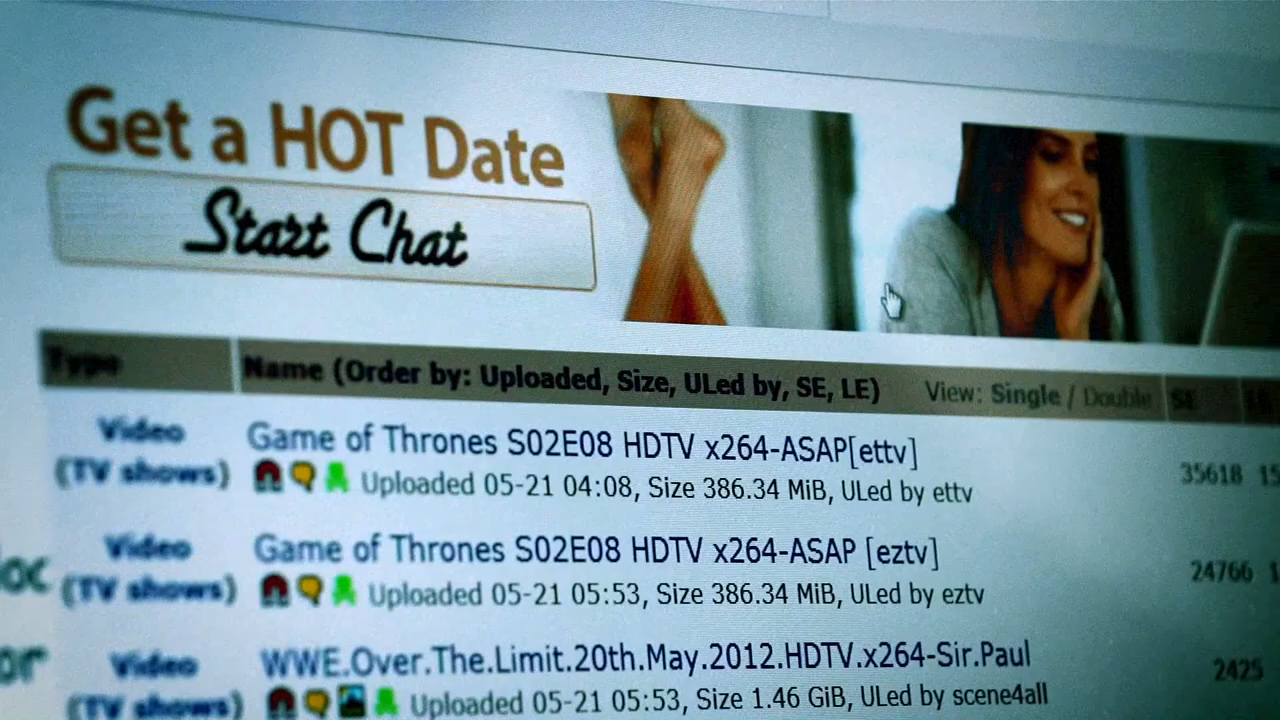 Get a HOT Date
Start Chat
Type Name (Order by: Uploaded, Size, ULed by, SE, LE) View: Single / Double SE
Video Game of Thrones S02E08 HDTV x264-ASAP[ettv]
(TV shows) Uploaded 05-21 04:08, Size 386.34 MiB, ULed by ettv 35618
Video Game of Thrones S02E08 HDTV x264-ASAP [eztv]
(TV shows) Uploaded 05-21 05:53, Size 386.34 MiB, ULed by eztv 24766
Video WWE.Over.The.Limit.20th.May.2012.HDTV.x264-Sir.Paul
(TV shows) Uploaded 05-21 05:53, Size 1.46 GiB, ULed by scene4all 2425